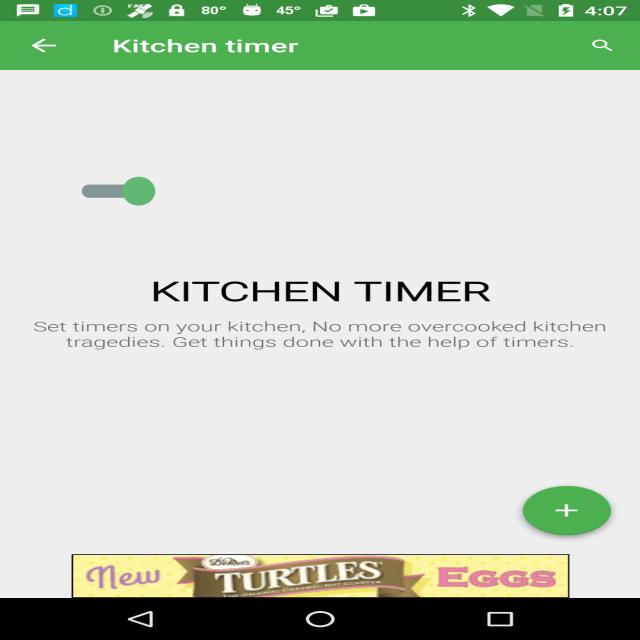 80° 45° 4:07
Kitchen timer
KITCHEN TIMER
Set timers on your kitchen, No more overcooked kitchen
tragedies. Get things done with the help of timers.
New DeMet's TURTLES Eggs